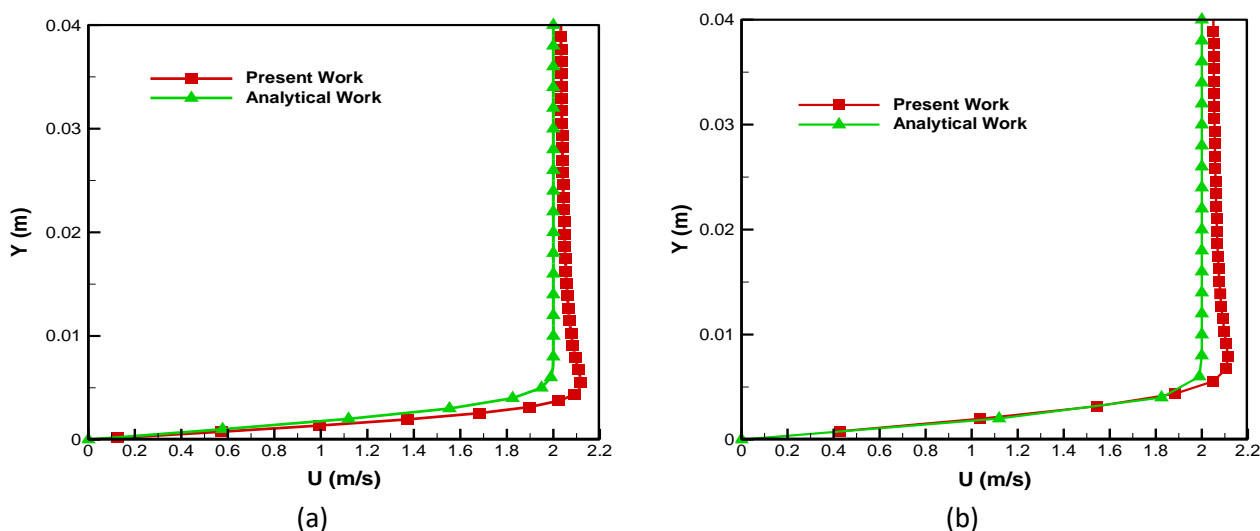 0.04
0.03
0.02
0.01
0
Y (m)
Present Work
Analytical Work
0 0.2 0.4 0.6 0.8 1 1.2 1.4 1.6 1.8 2 2.2
U (m/s)
(a)
0.04
0.03
0.02
0.01
0
Y (m)
Present Work
Analytical Work
0 0.2 0.4 0.6 0.8 1 1.2 1.4 1.6 1.8 2 2.2
U (m/s)
(b)